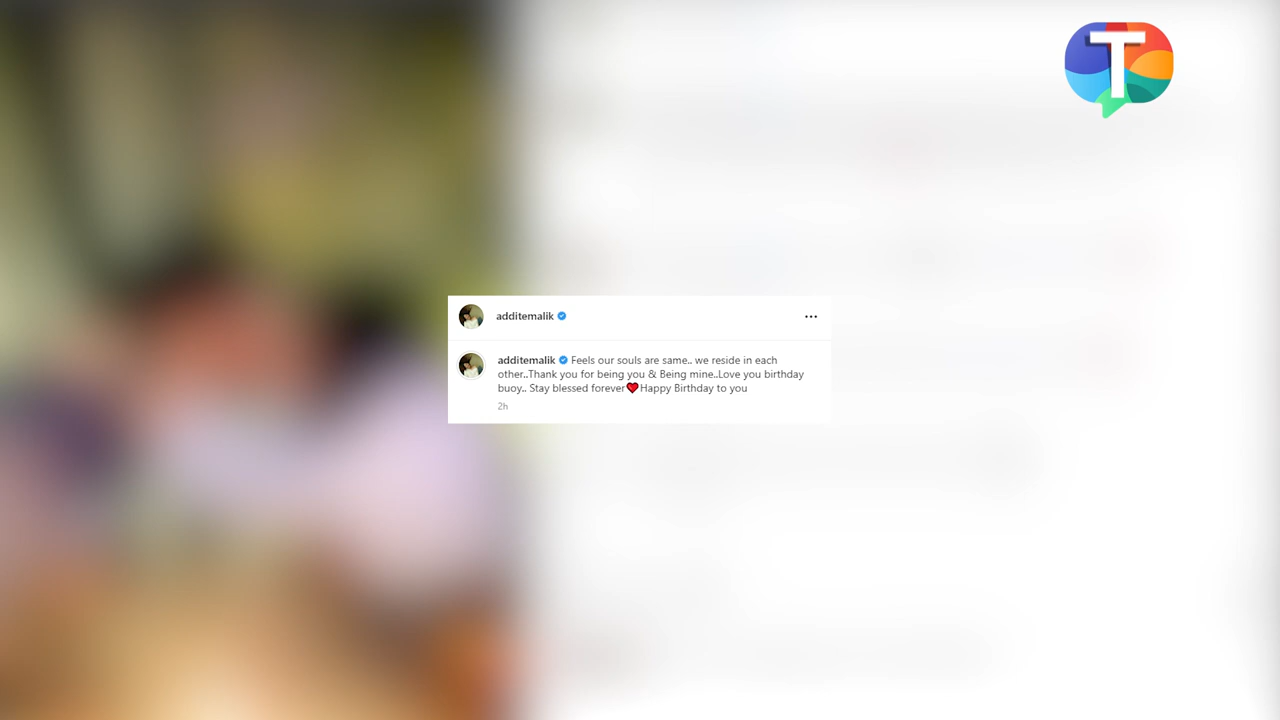 T
additemalik
additemalik Feels our souls are same.. we reside in each
other..Thank you for being you & Being mine..Love you birthday
buoy.. Stay blessed forever❤Happy Birthday to you
2h